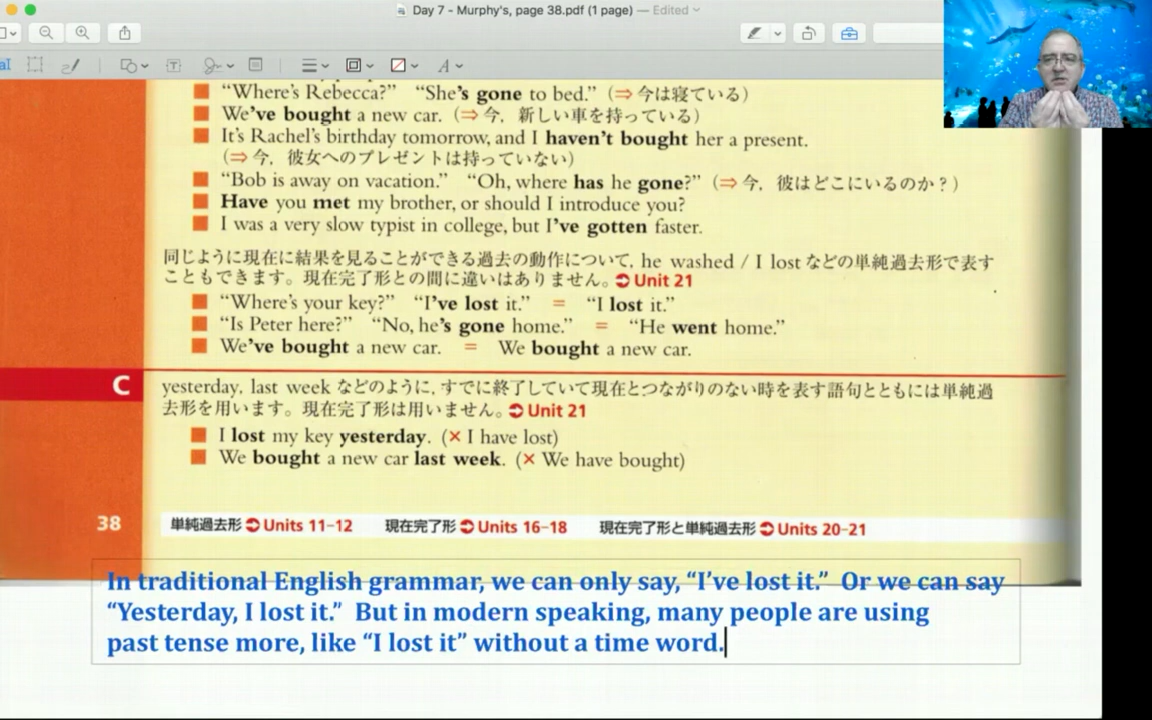 Day 7 - Murphy's, page 38.pdf (1 page) — Edited
"Where's Rebecca?" "She's gone to bed." (⇒ 今は寝ている)
We've bought a new car. (⇒ 今，新しい車を持っている)
It's Rachel's birthday tomorrow, and I haven't bought her a present.
(⇒ 今，彼女へのプレゼントは持っていない)
"Bob is away on vacation." "Oh, where has he gone?" (⇒ 今，彼はどこにいるのか？)
Have you met my brother, or should I introduce you?
I was a very slow typist in college, but I've gotten faster.
同じように現在に結果を見ることができる過去の動作について, he washed / I lost などの単純過去形で表す
こともできます。現在完了形との間に違いはありません。 Unit 21
"Where's your key?" "I've lost it." = "I lost it."
"Is Peter here?" "No, he's gone home." = "He went home."
We've bought a new car. = We bought a new car.
C
yesterday, last week などのように, すでに終了していて現在とつながりのない時を表す語句とともには単純過
去形を用います。現在完了形は用いません。 Unit 21
I lost my key yesterday. (× I have lost)
We bought a new car last week. (× We have bought)
38 単純過去形 Units 11–12 現在完了形 Units 16–18 現在完了形と単純過去形 Units 20–21
In traditional English grammar, we can only say, “I’ve lost it.” Or we can say
“Yesterday, I lost it.” But in modern speaking, many people are using
past tense more, like “I lost it” without a time word.